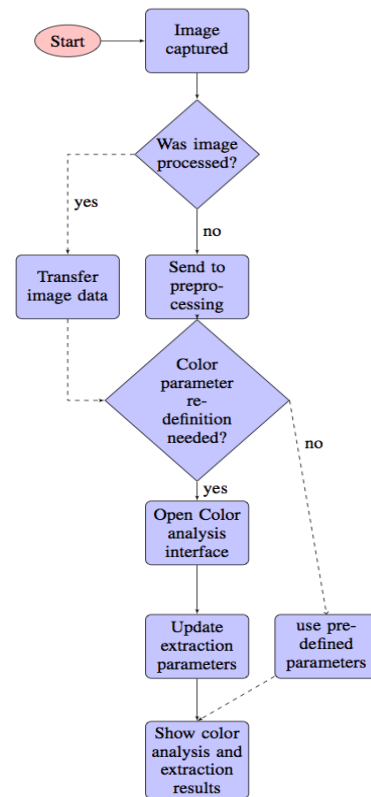 Start
Image
captured
Was image
processed?
yes
no
Transfer
image data
Send to
prepro-
cessing
Color
parameter
re-
definition
needed?
no
yes
Open Color
analysis
interface
Update
extraction
parameters
use pre-
defined
parameters
Show color
analysis and
extraction
results